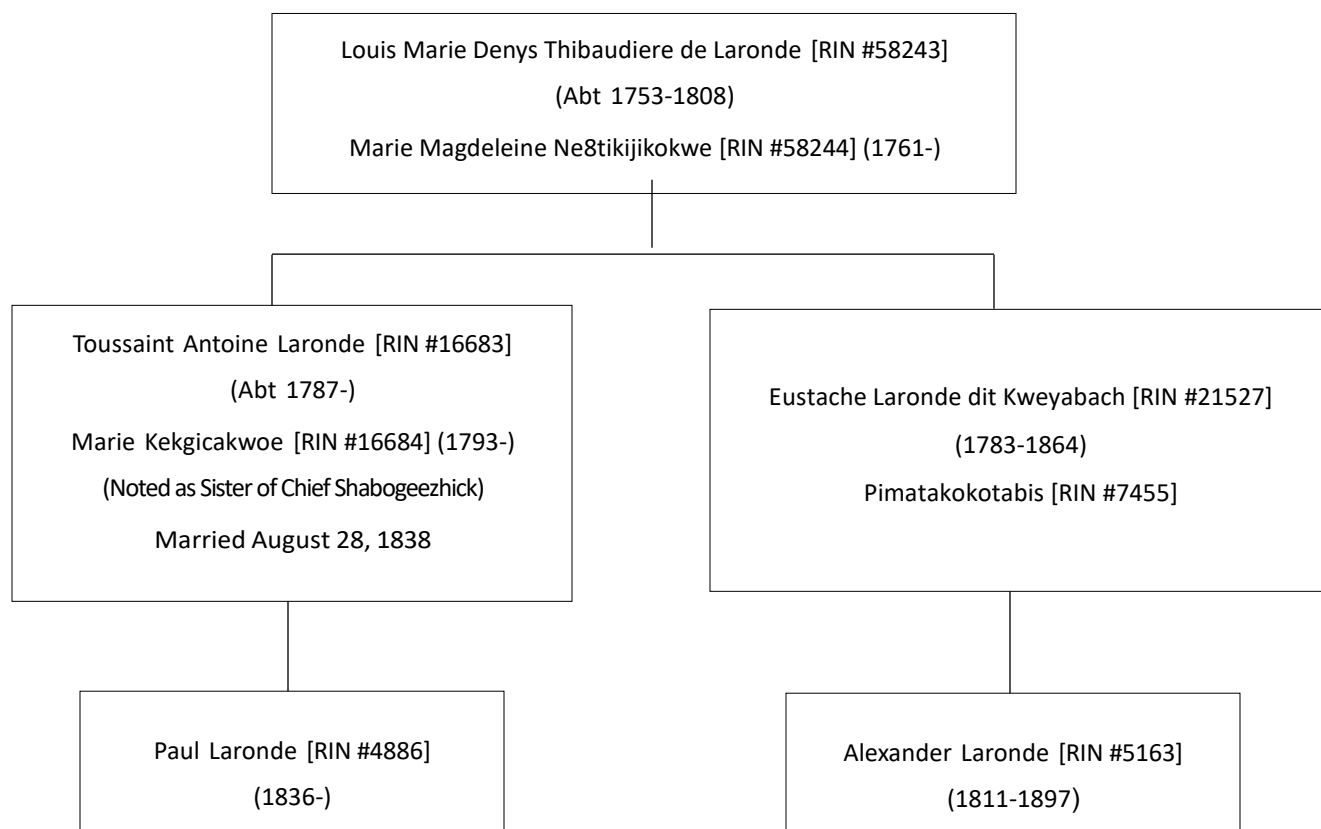 Louis Marie Denys Thibaudiere de Laronde [RIN #58243]
(Abt 1753-1808)
Marie Magdeleine Ne8tikijikokwe [RIN #58244] (1761-)
Toussaint Antoine Laronde [RIN #16683]
(Abt 1787-)
Marie Kekgicakwoe [RIN #16684] (1793-)
(Noted as Sister of Chief Shabogeezhick)
Married August 28, 1838
Eustache Laronde dit Kweyabach [RIN #21527]
(1783-1864)
Pimatakokotabis [RIN #7455]
Paul Laronde [RIN #4886]
(1836-)
Alexander Laronde [RIN #5163]
(1811-1897)